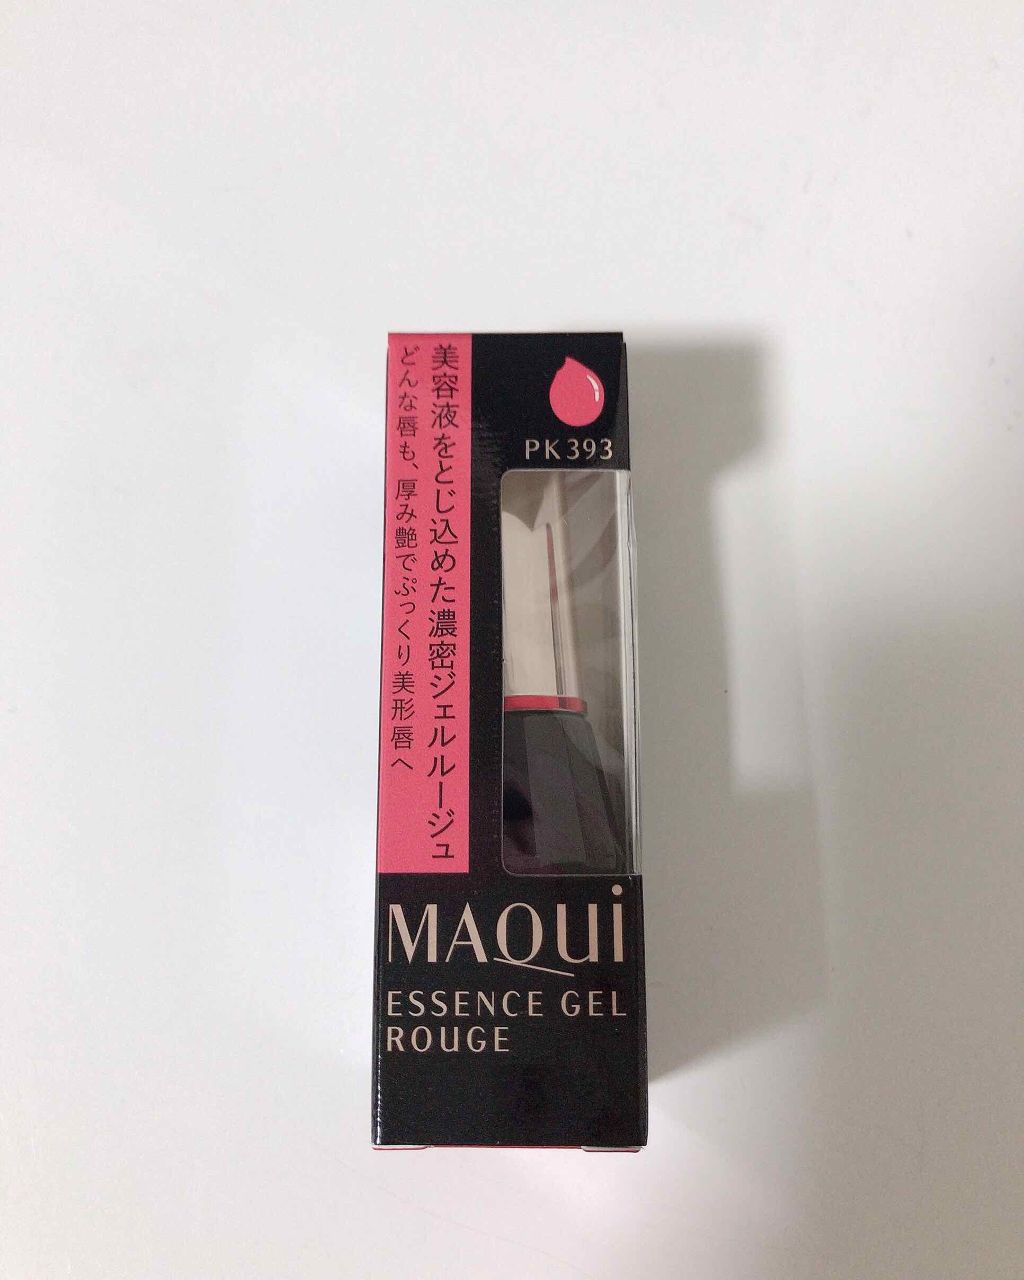 美容液をとじ込めた濃密ジェルルージュ
どんな唇も、厚み艶でぷっくり美形唇へ
PK393
MAQUi
ESSENCE GEL
ROUGE